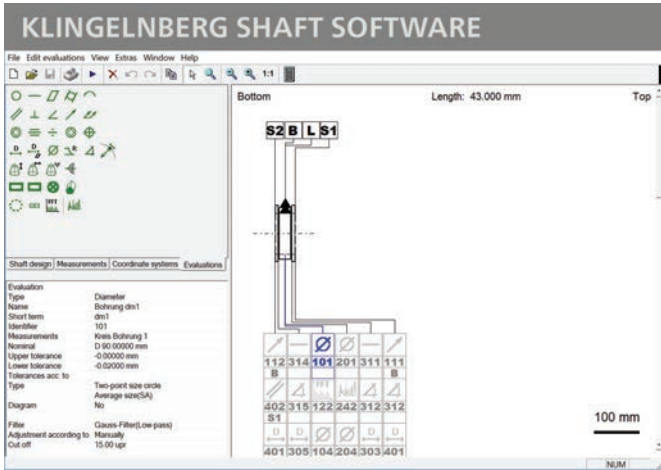 KLINGELNBERG SHAFT SOFTWARE
File Edit evaluations View Extras Window Help
1:1
Bottom Length: 43.000 mm Top
S2 B L S1
Shaft design Measurements Coordinate systems Evaluations
Evaluation
Type Diameter
Name Bohrung dm1
Short term dm1
Identifier 101
Measurements Kreis Bohrung 1
Nominal D 90.00000 mm
Upper tolerance -0.00000 mm
Lower tolerance -0.02000 mm
Tolerances acc. to
Type Two-point size circle
Average size(SA)
Diagram No
Filter Gauss-Filter(Low-pass)
Adjustment according to Manually
Cut off 15.00 upr
112 314 101 201 311 111
B B
402 315 122 242 312 312
S1
D D D D
401 305 104 204 303 401
100 mm
NUM